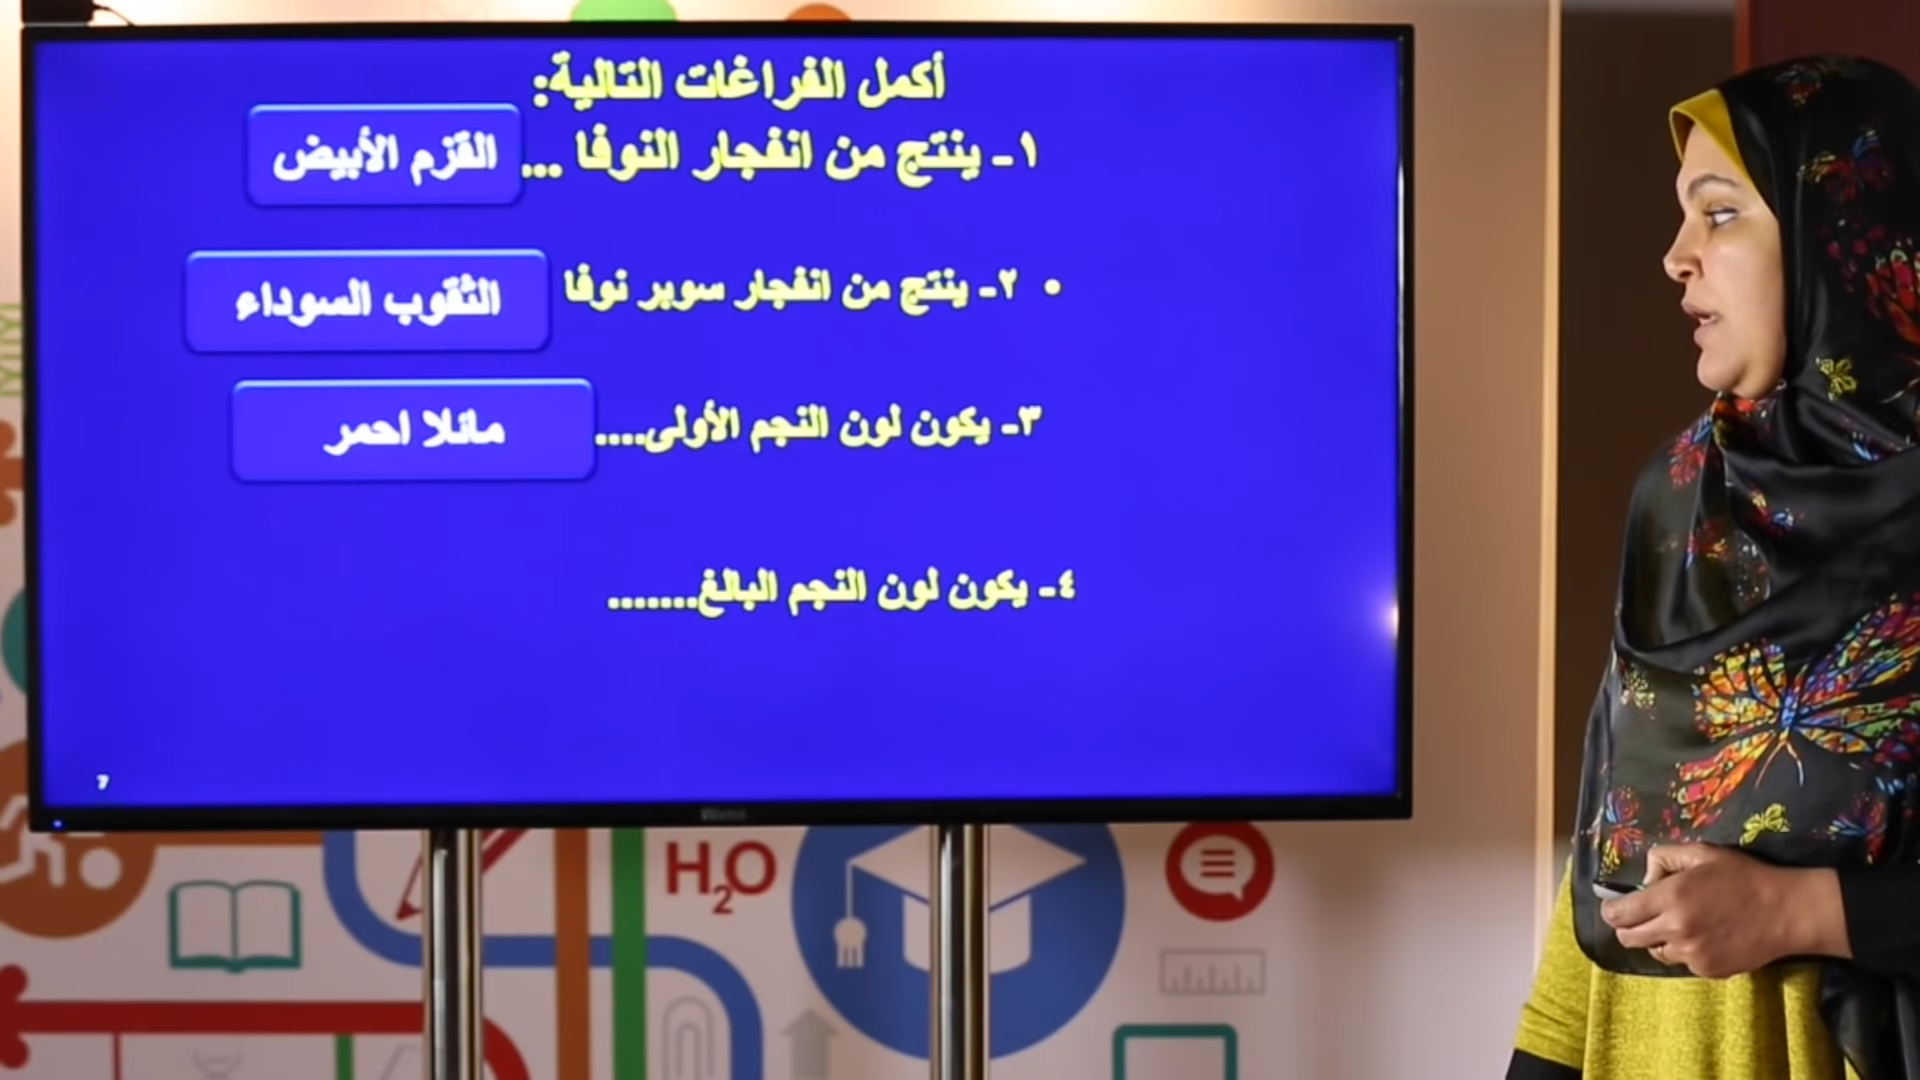 أكمل الفراغات التالية:
١- ينتج من انفجار النوفا ... القزم الأبيض
• ٢- ينتج من انفجار سوبر نوفا الثقوب السوداء
٣- يكون لون النجم الأولى.... مائلا احمر
٤- يكون لون النجم البالغ.......
7
H2O